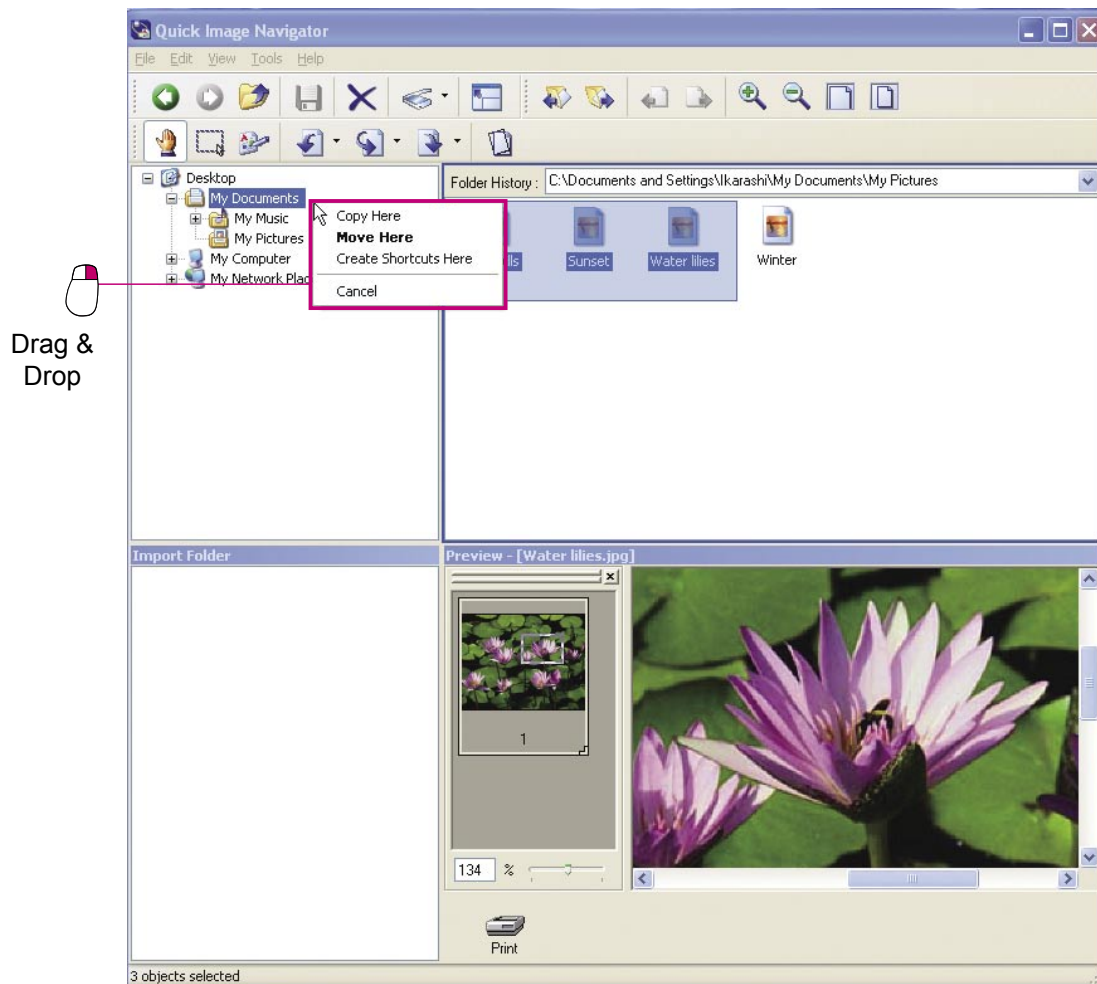 Quick Image Navigator
File Edit View Tools Help
Desktop
My Documents
My Music
My Pictures
My Computer
My Network
Copy Here
Move Here
Create Shortcuts Here
Cancel
Folder History : C:\Documents and Settings\Ikarashi\My Documents\My Pictures
Sunset Water lilies Winter
Drag &
Drop
Import Folder
Preview - [Water lilies.jpg]
1
134 %
Print
3 objects selected